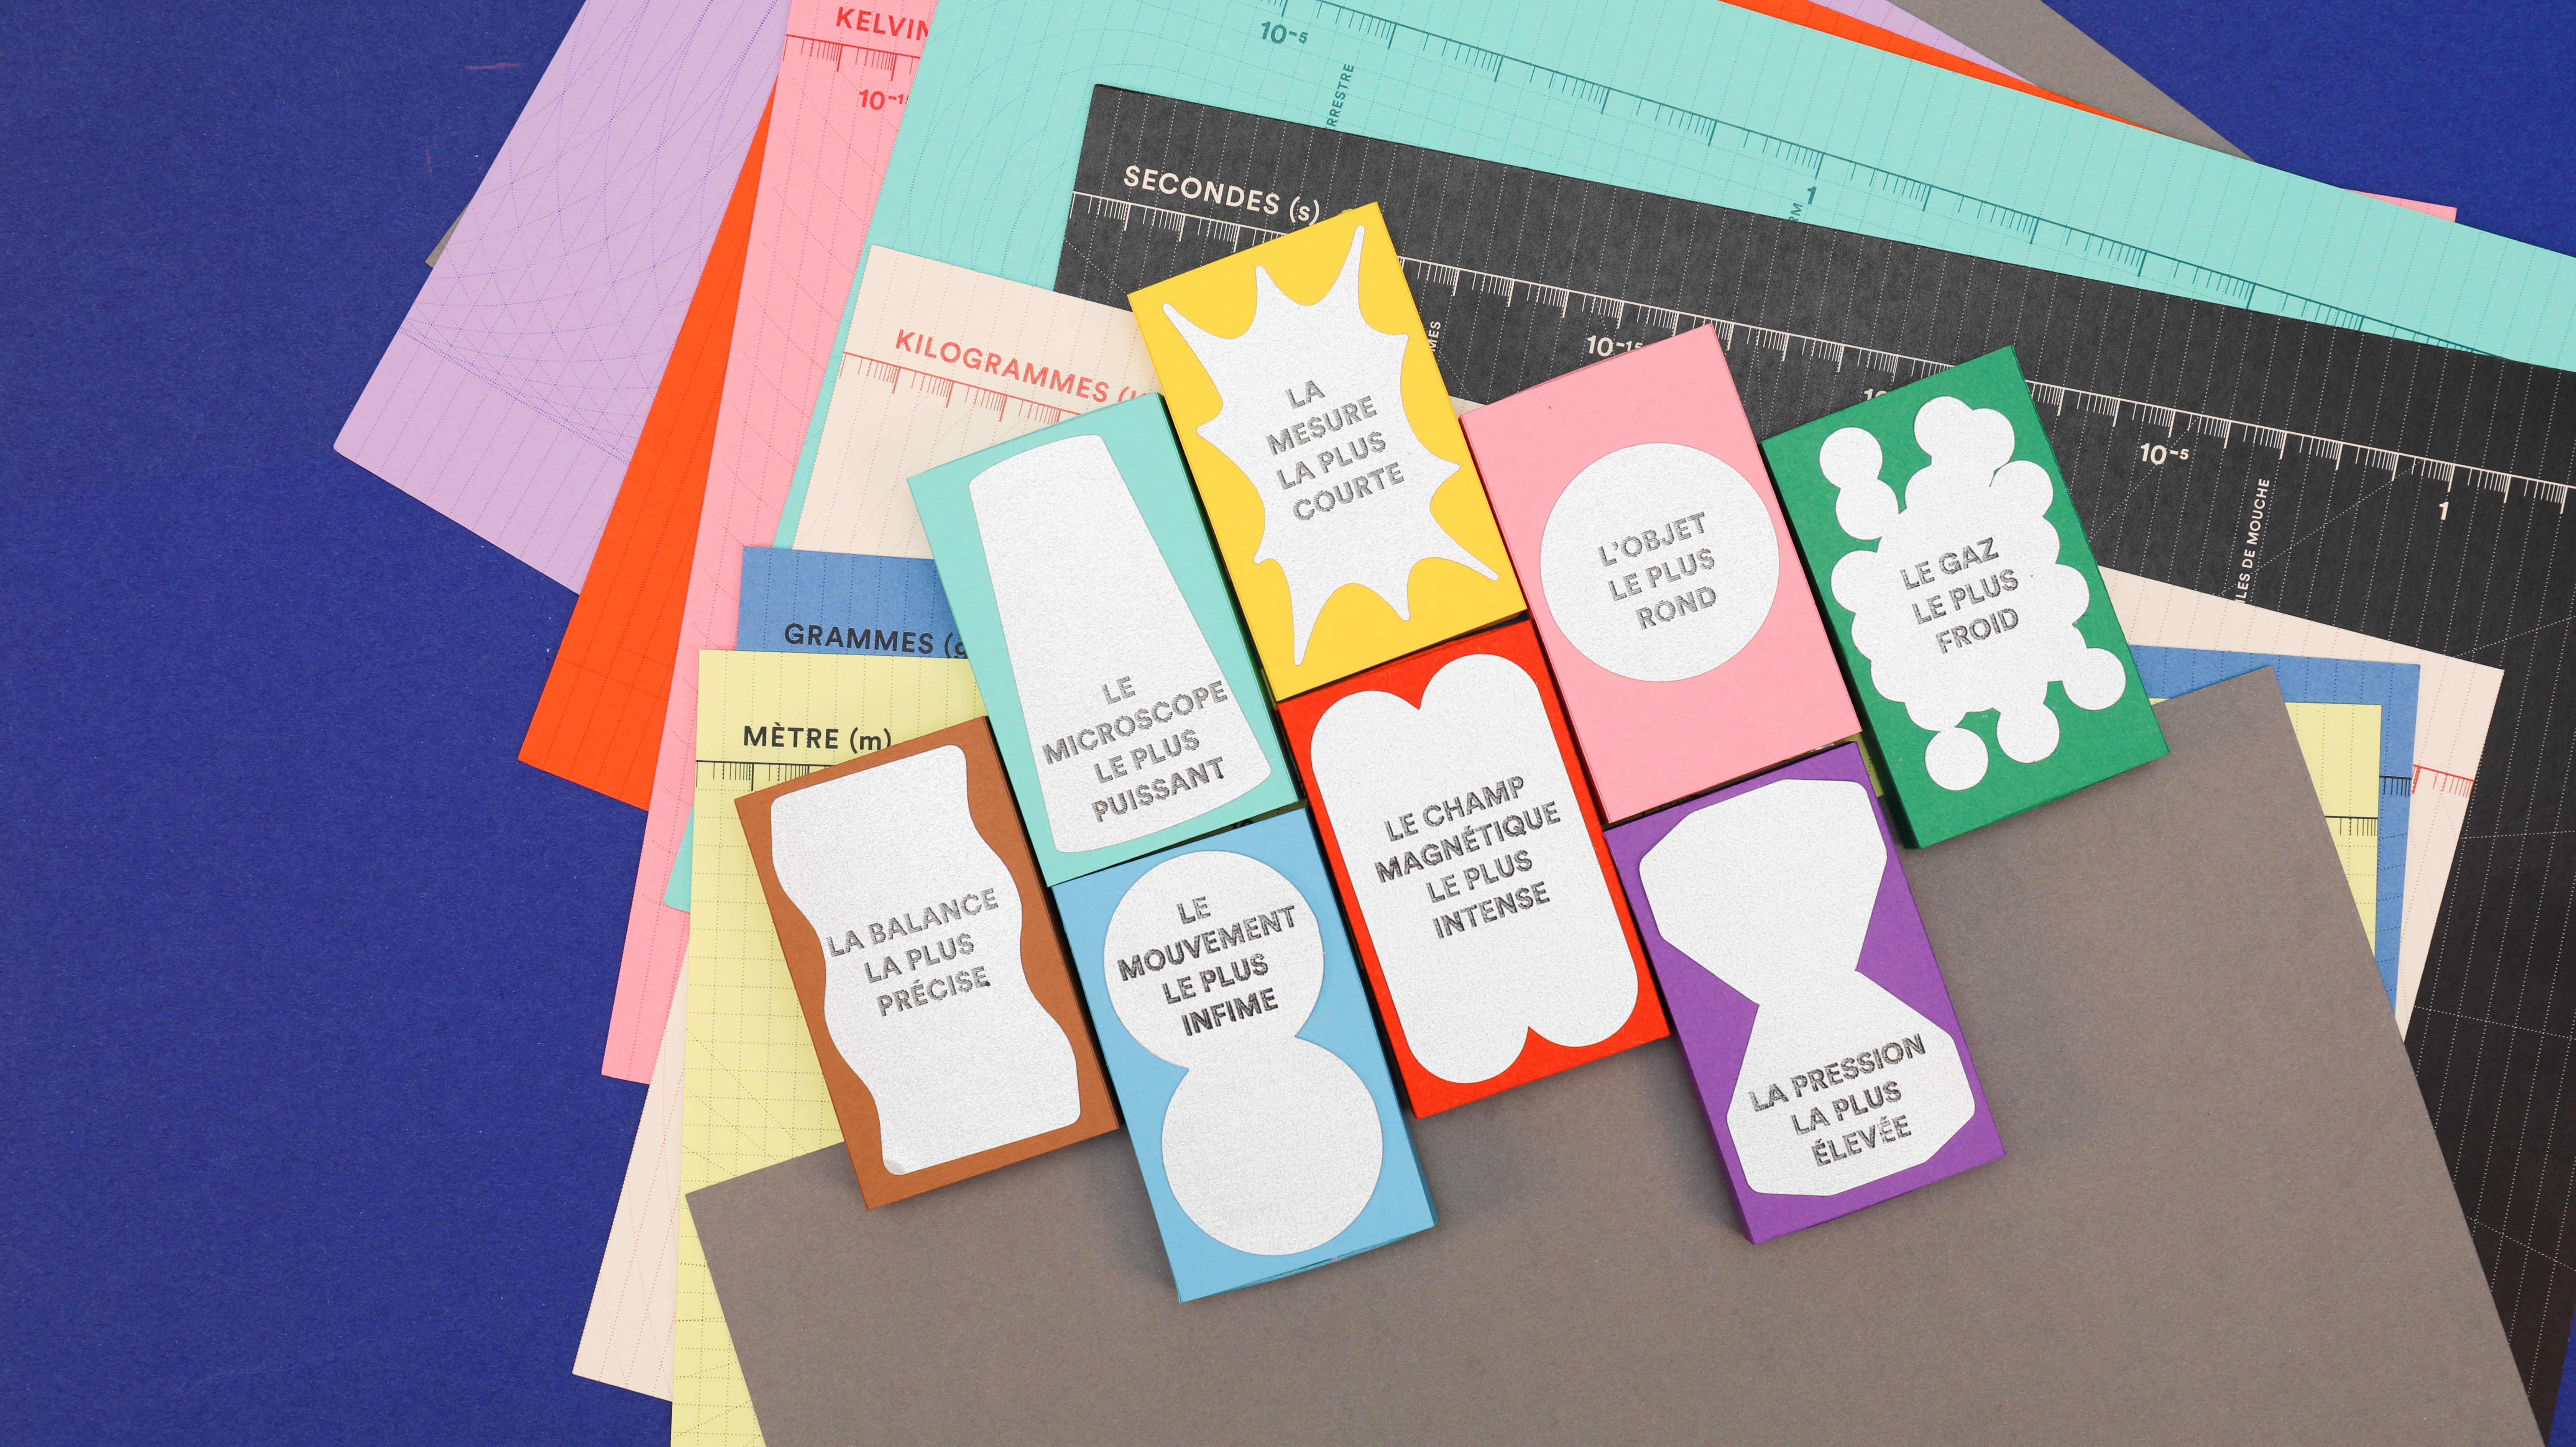 KELVIN
10⁻⁵
1
SECONDES (s)
10⁻¹⁵
10⁻⁵
1
KILOGRAMMES
GRAMMES
MÈTRE (m)
LA
MESURE
LA PLUS
COURTE
L'OBJET
LE PLUS
ROND
LE GAZ
LE PLUS
FROID
LE
MICROSCOPE
LE PLUS
PUISSANT
LE CHAMP
MAGNÉTIQUE
LE PLUS
INTENSE
LA BALANCE
LA PLUS
PRÉCISE
LE
MOUVEMENT
LE PLUS
INFIME
LA PRESSION
LA PLUS
ÉLEVÉE
DE MOUCHE